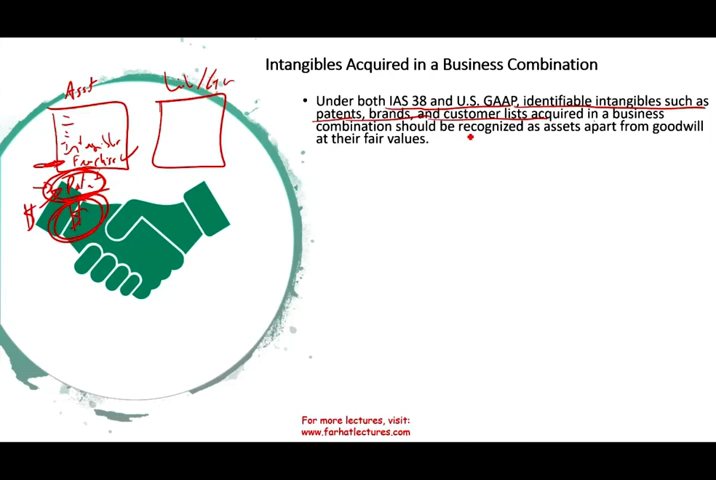 Intangibles Acquired in a Business Combination
Asset
Intangible
Franchise
• Under both IAS 38 and U.S. GAAP, identifiable intangibles such as
patents, brands, and customer lists acquired in a business
combination should be recognized as assets apart from goodwill
at their fair values.
For more lectures, visit:
www.farhatlectures.com